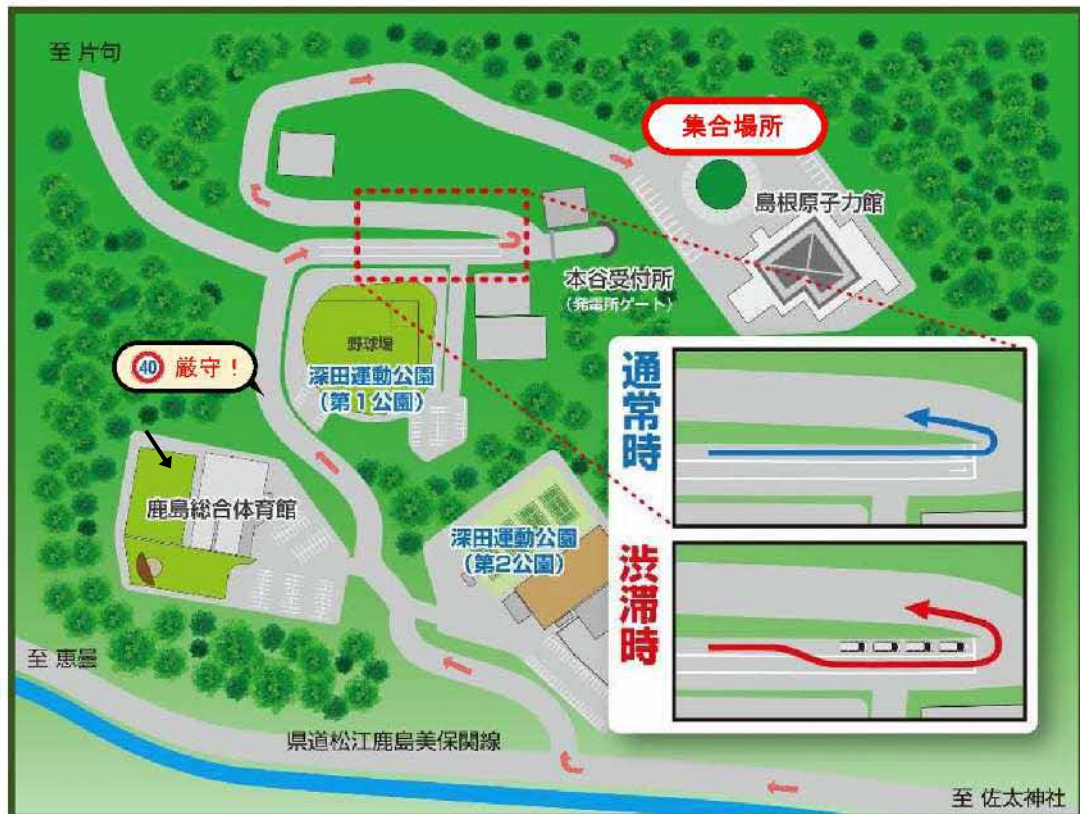 至 片句
集合場所
島根原子力館
本谷受付所
(発電所ゲート)
野球場
深田運動公園
(第1公園)
40 厳守！
鹿島総合体育館
深田運動公園
(第2公園)
通常時
渋滞時
至 恵曇
県道松江鹿島美保関線
至 佐太神社